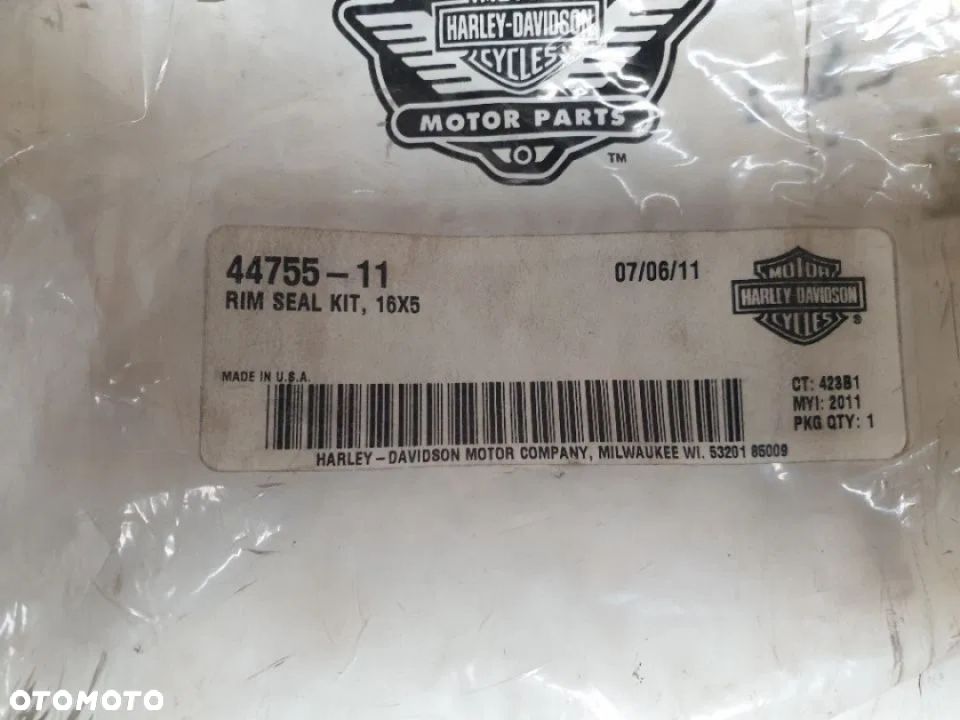 HARLEY-DAVIDSON
CYCLES
MOTOR PARTS
TM
44755-11
07/06/11
RIM SEAL KIT, 16X5
MOTOR
HARLEY-DAVIDSON
CYCLES
®
MADE IN U.S.A.
CT: 423B1
MYI: 2011
PKG QTY: 1
HARLEY-DAVIDSON MOTOR COMPANY, MILWAUKEE WI. 53201 85009
OTOMOTO